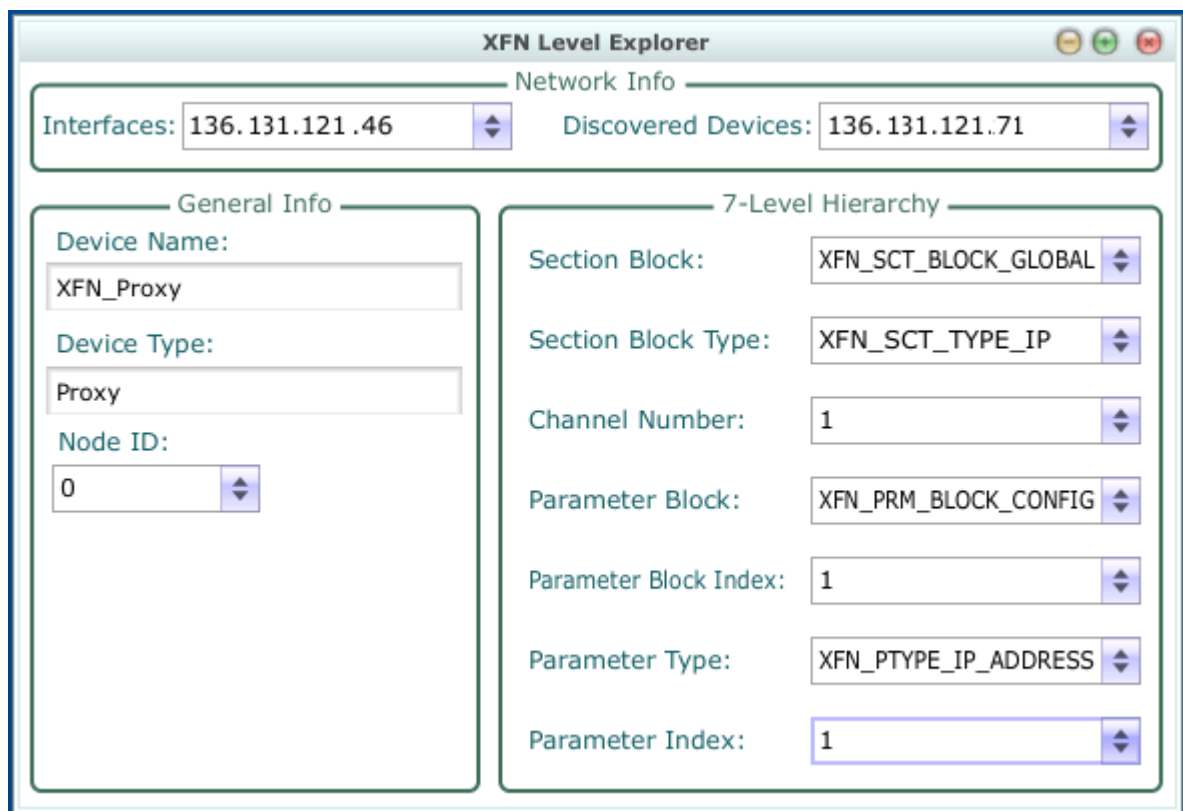 XFN Level Explorer
Network Info
Interfaces: 136.131.121.46 Discovered Devices: 136.131.121.71
General Info
Device Name:
XFN_Proxy
Device Type:
Proxy
Node ID:
0
7-Level Hierarchy
Section Block: XFN_SCT_BLOCK_GLOBAL
Section Block Type: XFN_SCT_TYPE_IP
Channel Number: 1
Parameter Block: XFN_PRM_BLOCK_CONFIG
Parameter Block Index: 1
Parameter Type: XFN_PTYPE_IP_ADDRESS
Parameter Index: 1